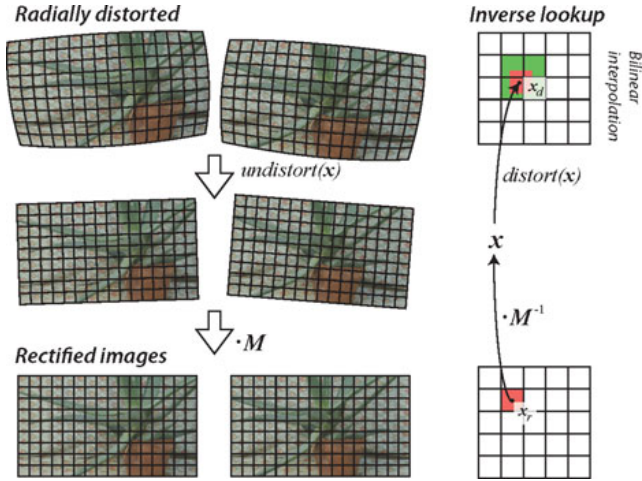 Radially distorted
undistort(x)
·M
Rectified images
Inverse lookup
Bilinear
interpolation
x_d
distort(x)
x
·M⁻¹
x_r